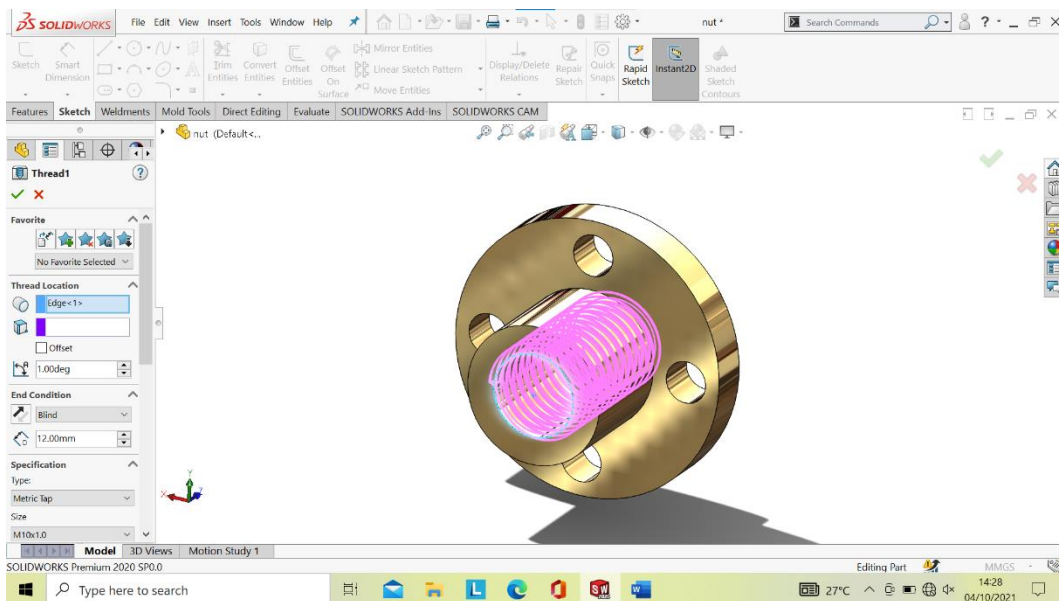 SOLIDWORKS File Edit View Insert Tools Window Help nut * Search Commands ?
Sketch Smart Dimension Trim Entities Convert Entities Offset Entities Offset On Surface Mirror Entities Linear Sketch Pattern Move Entities Display/Delete Relations Repair Sketch Quick Snaps Rapid Sketch Instant2D Shaded Sketch Contours
Features Sketch Weldments Mold Tools Direct Editing Evaluate SOLIDWORKS Add-Ins SOLIDWORKS CAM
nut (Default<..
Thread1
Favorite
No Favorite Selected
Thread Location
Edge<1>
Offset
1.00deg
End Condition
Blind
12.00mm
Specification
Type:
Metric Tap
Size
M10x1.0
Y
X
Z
Model 3D Views Motion Study 1
SOLIDWORKS Premium 2020 SP0.0 Editing Part MMGS
Type here to search L SW W 27°C 14:28
04/10/2021